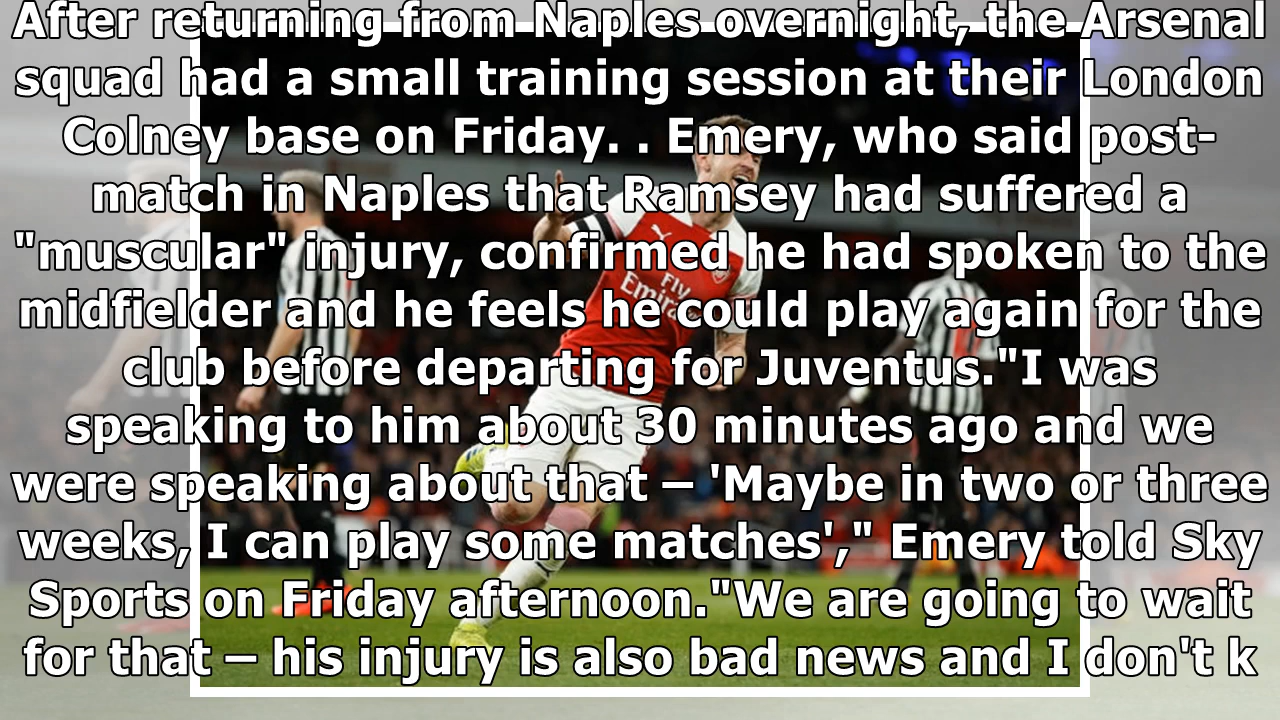 After returning from Naples overnight, the Arsenal
squad had a small training session at their London
Colney base on Friday. . Emery, who said post-
match in Naples that Ramsey had suffered a
"muscular" injury, confirmed he had spoken to the
midfielder and he feels he could play again for the
club before departing for Juventus."I was
speaking to him about 30 minutes ago and we
were speaking about that – 'Maybe in two or three
weeks, I can play some matches'," Emery told Sky
Sports on Friday afternoon."We are going to wait
for that – his injury is also bad news and I don't k
Fly
Emirates